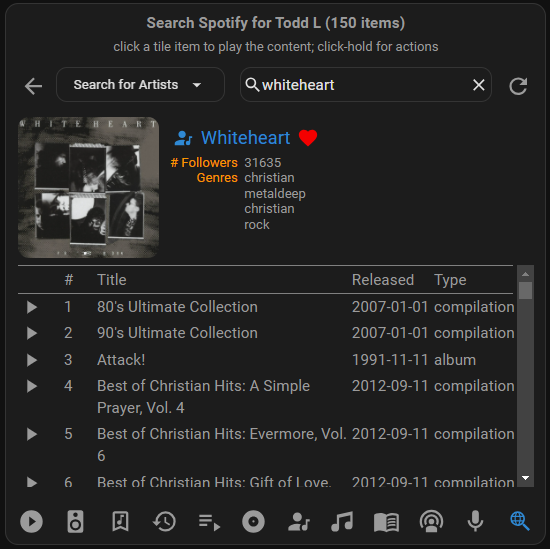 Search Spotify for Todd L (150 items)
click a tile item to play the content; click-hold for actions
Search for Artists
whiteheart
WHITEHEART
Whiteheart
# Followers 31635
Genres christian
metaldeep
christian
rock
# Title Released Type
1 80's Ultimate Collection 2007-01-01 compilation
2 90's Ultimate Collection 2007-01-01 compilation
3 Attack! 1991-11-11 album
4 Best of Christian Hits: A Simple 2012-09-11 compilation
Prayer, Vol. 4
5 Best of Christian Hits: Evermore, Vol. 2012-09-11 compilation
6
6 Best of Christian Hits: Gift of Love, 2012-09-11 compilation